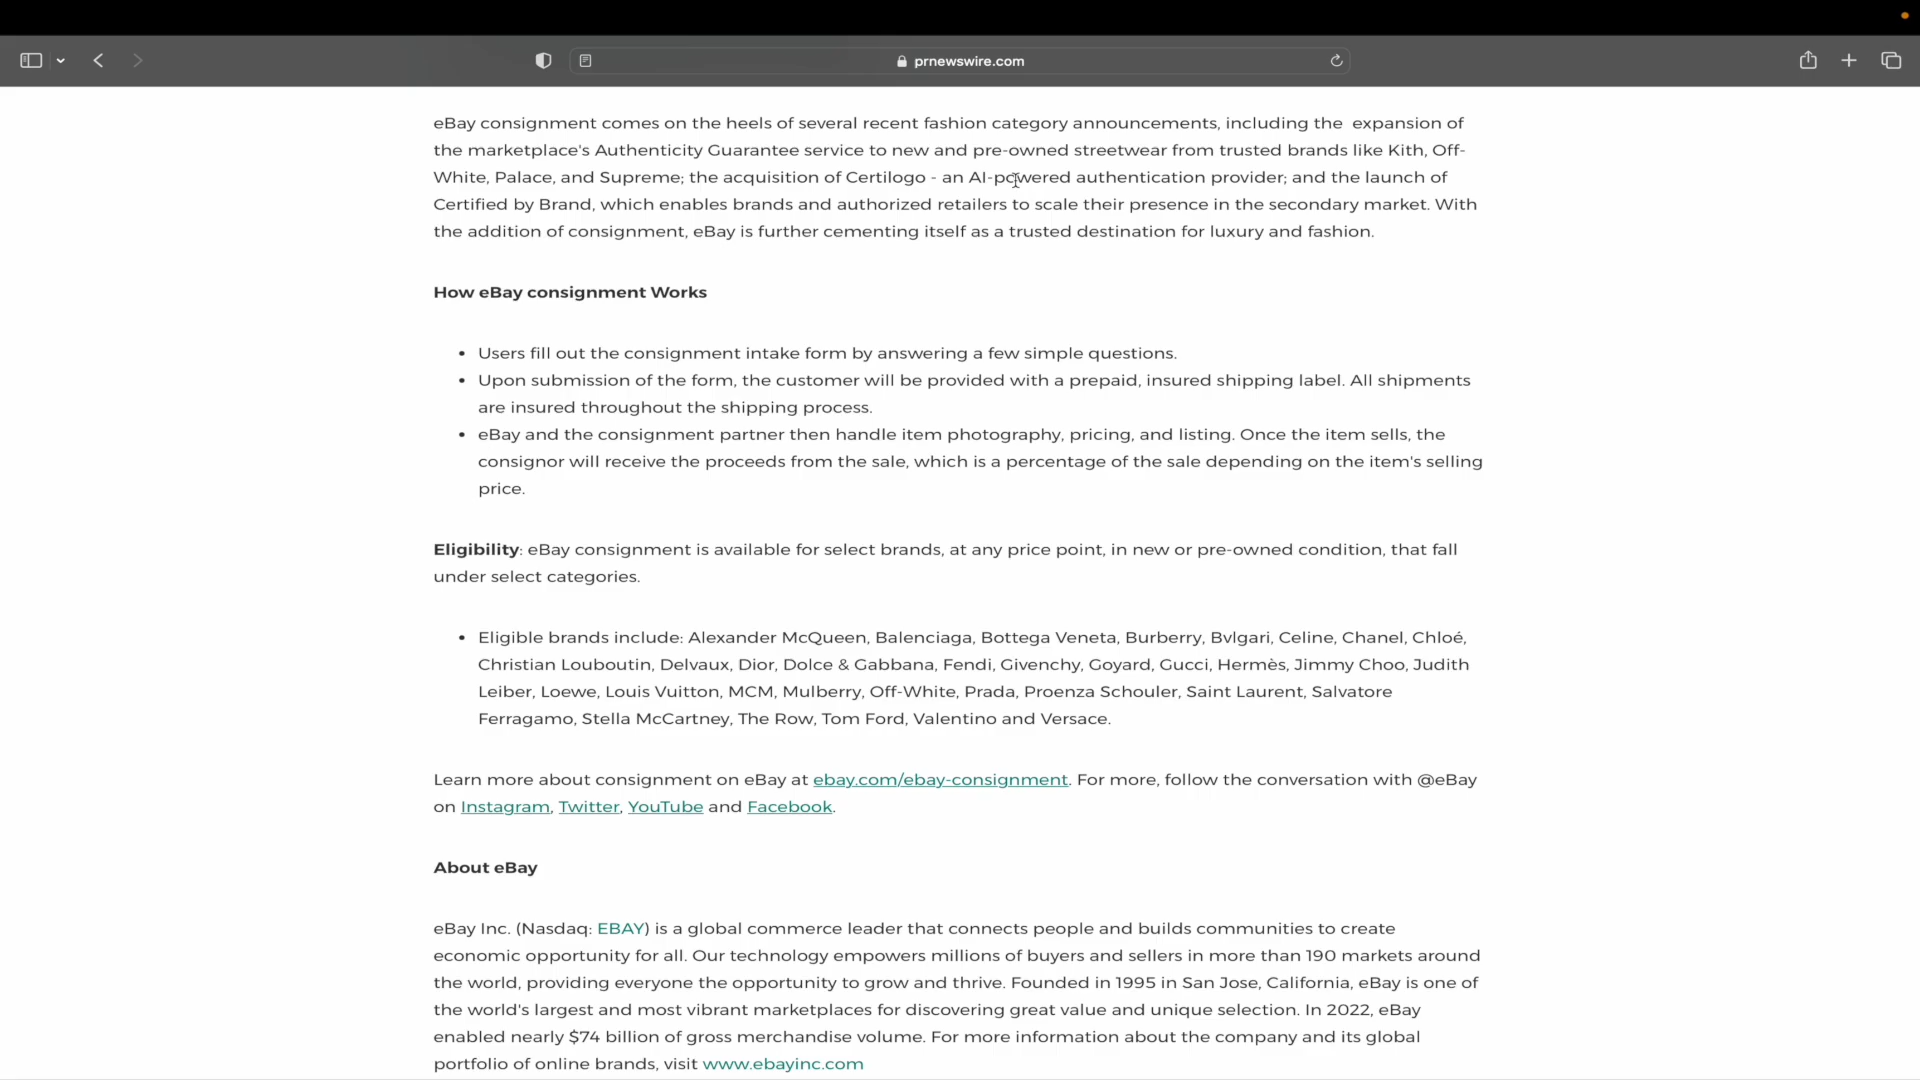 prnewswire.com
eBay consignment comes on the heels of several recent fashion category announcements, including the expansion of
the marketplace's Authenticity Guarantee service to new and pre-owned streetwear from trusted brands like Kith, Off-
White, Palace, and Supreme; the acquisition of Certilogo - an AI-powered authentication provider; and the launch of
Certified by Brand, which enables brands and authorized retailers to scale their presence in the secondary market. With
the addition of consignment, eBay is further cementing itself as a trusted destination for luxury and fashion.
How eBay consignment Works
• Users fill out the consignment intake form by answering a few simple questions.
• Upon submission of the form, the customer will be provided with a prepaid, insured shipping label. All shipments
are insured throughout the shipping process.
• eBay and the consignment partner then handle item photography, pricing, and listing. Once the item sells, the
consignor will receive the proceeds from the sale, which is a percentage of the sale depending on the item's selling
price.
Eligibility: eBay consignment is available for select brands, at any price point, in new or pre-owned condition, that fall
under select categories.
• Eligible brands include: Alexander McQueen, Balenciaga, Bottega Veneta, Burberry, Bvlgari, Celine, Chanel, Chloé,
Christian Louboutin, Delvaux, Dior, Dolce & Gabbana, Fendi, Givenchy, Goyard, Gucci, Hermès, Jimmy Choo, Judith
Leiber, Loewe, Louis Vuitton, MCM, Mulberry, Off-White, Prada, Proenza Schouler, Saint Laurent, Salvatore
Ferragamo, Stella McCartney, The Row, Tom Ford, Valentino and Versace.
Learn more about consignment on eBay at ebay.com/ebay-consignment. For more, follow the conversation with @eBay
on Instagram, Twitter, YouTube and Facebook.
About eBay
eBay Inc. (Nasdaq: EBAY) is a global commerce leader that connects people and builds communities to create
economic opportunity for all. Our technology empowers millions of buyers and sellers in more than 190 markets around
the world, providing everyone the opportunity to grow and thrive. Founded in 1995 in San Jose, California, eBay is one of
the world's largest and most vibrant marketplaces for discovering great value and unique selection. In 2022, eBay
enabled nearly $74 billion of gross merchandise volume. For more information about the company and its global
portfolio of online brands, visit www.ebayinc.com